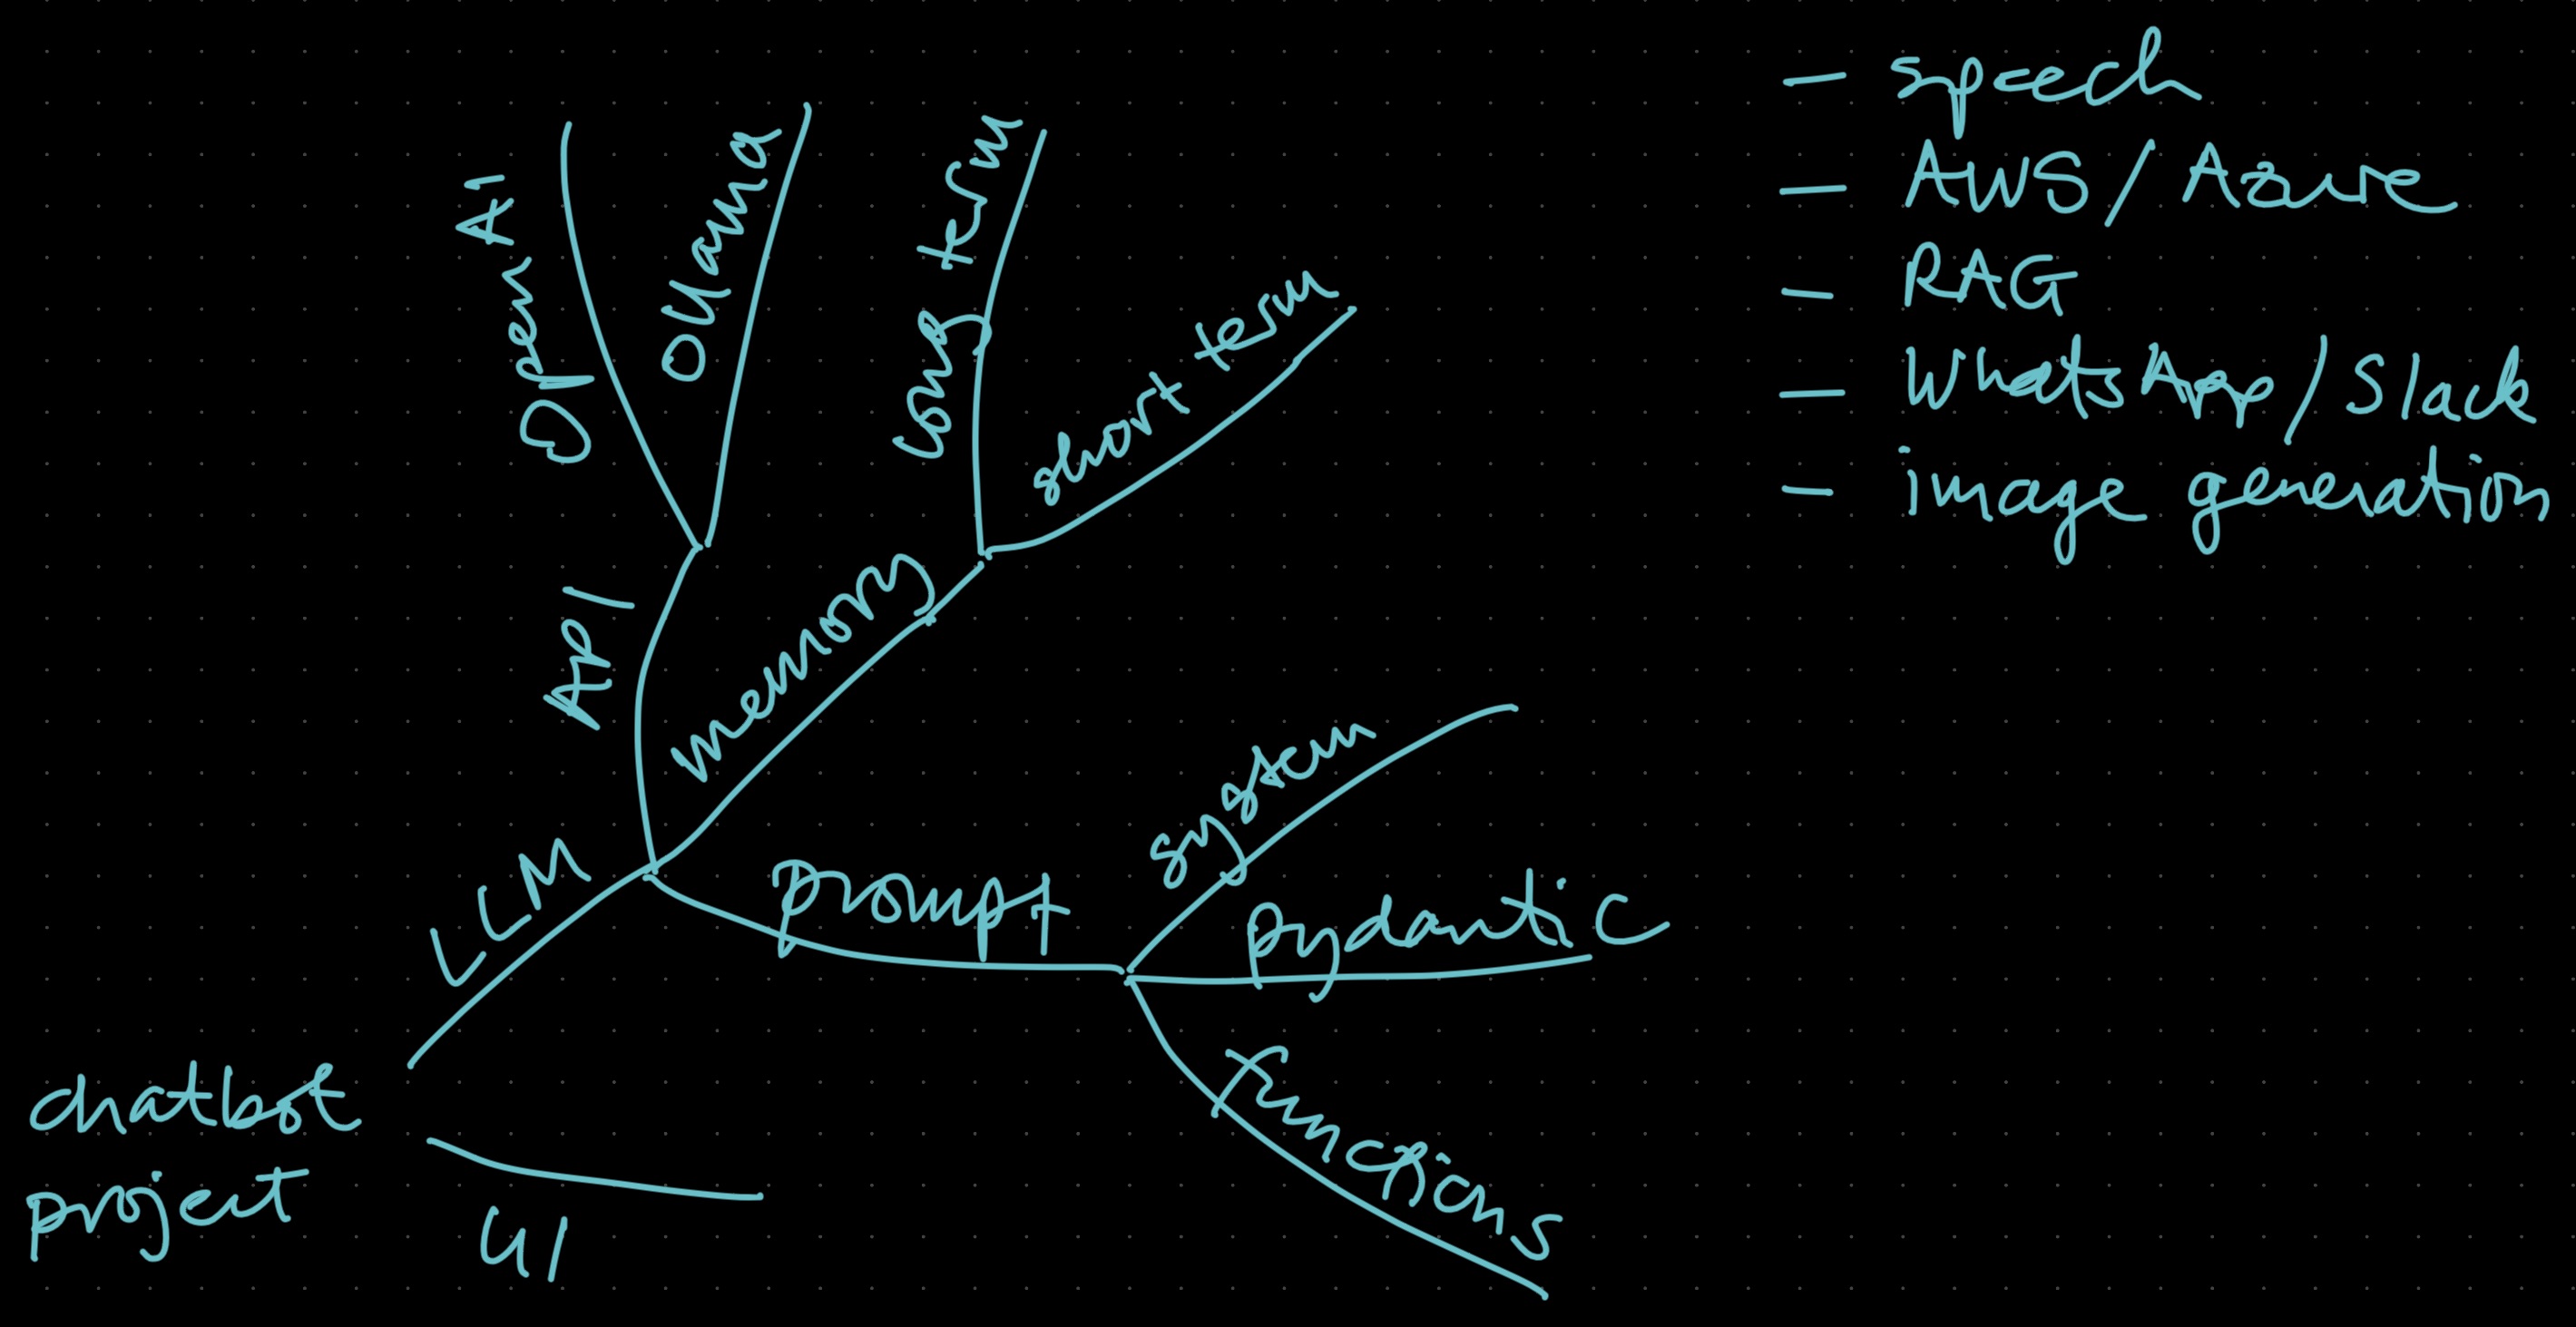 chatbot
project
LLM
API
OpenAI
Ollama
memory
long term
short term
prompt
system
pydantic
functions
UI
- speech
- AWS/Azure
- RAG
- WhatsApp/Slack
- image generation